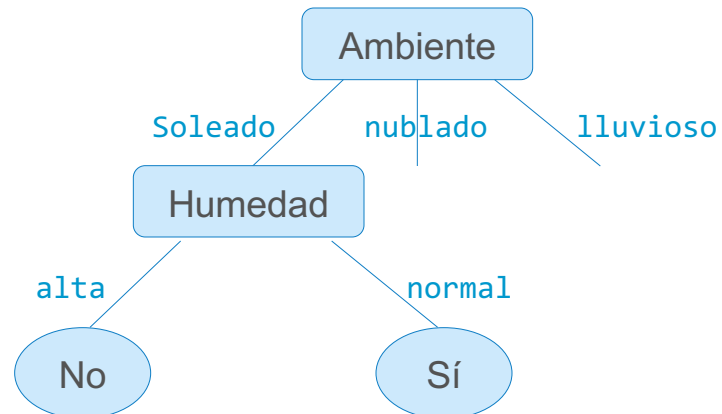 Ambiente
Soleado nublado lluvioso
Humedad
alta normal
No Sí